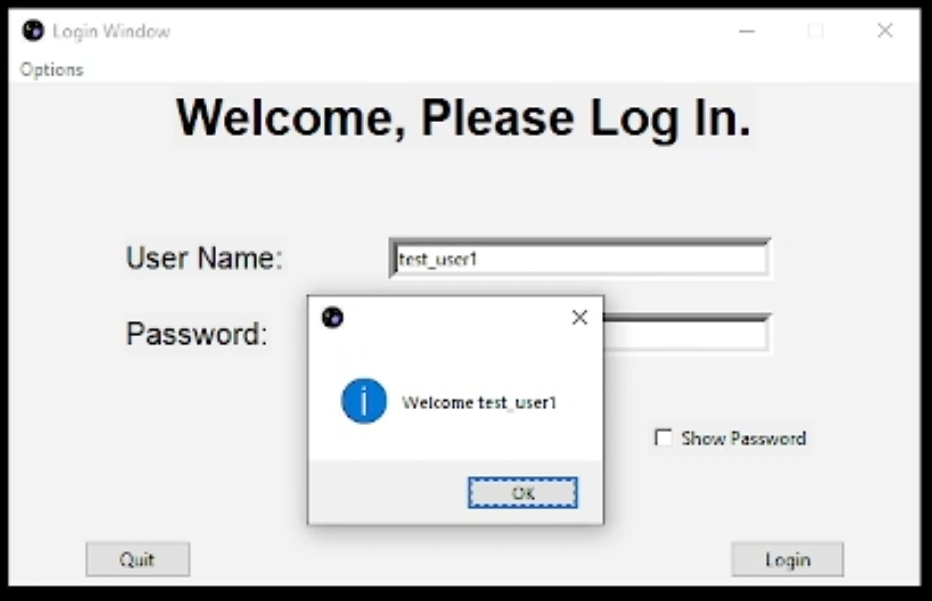 Login Window
Options
Welcome, Please Log In.
User Name:
test_user1
Password:
Welcome test_user1
Show Password
OK
Quit
Login